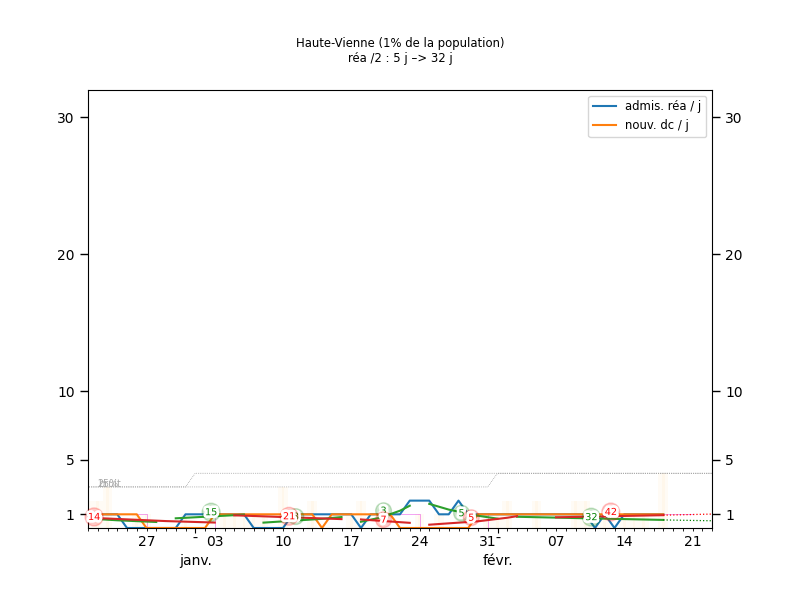 Haute-Vienne (1% de la population)
réa /2 : 5 j –> 32 j
admis. réa / j
nouv. dc / j
30 30
20 20
10 10
5 5
1 1
14 15 21 3 7 5 5 32 42
27 - 03 10 17 24 31- 07 14 21
janv. févr.